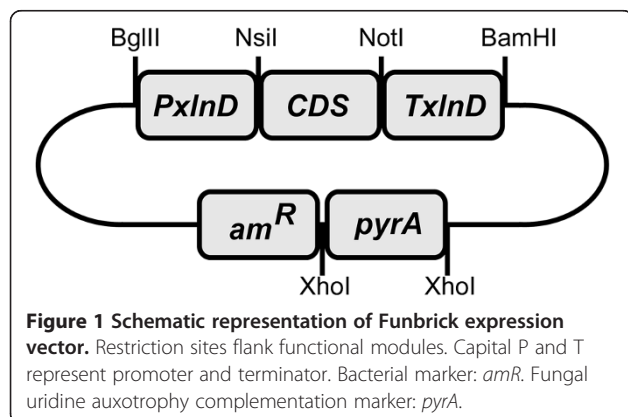 BglII NsiI NotI BamHI
PxlnD CDS TxlnD
amR pyrA
XhoI XhoI
Figure 1 Schematic representation of Funbrick expression
vector. Restriction sites flank functional modules. Capital P and T
represent promoter and terminator. Bacterial marker: amR. Fungal
uridine auxotrophy complementation marker: pyrA.